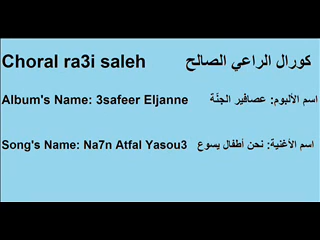 Choral ra3i saleh كورال الراعي الصالح
Album's Name: 3safeer Eljanne اسم الألبوم: عصافير الجنّة
Song's Name: Na7n Atfal Yasou3 اسم الأغنية: نحن أطفال يسوع